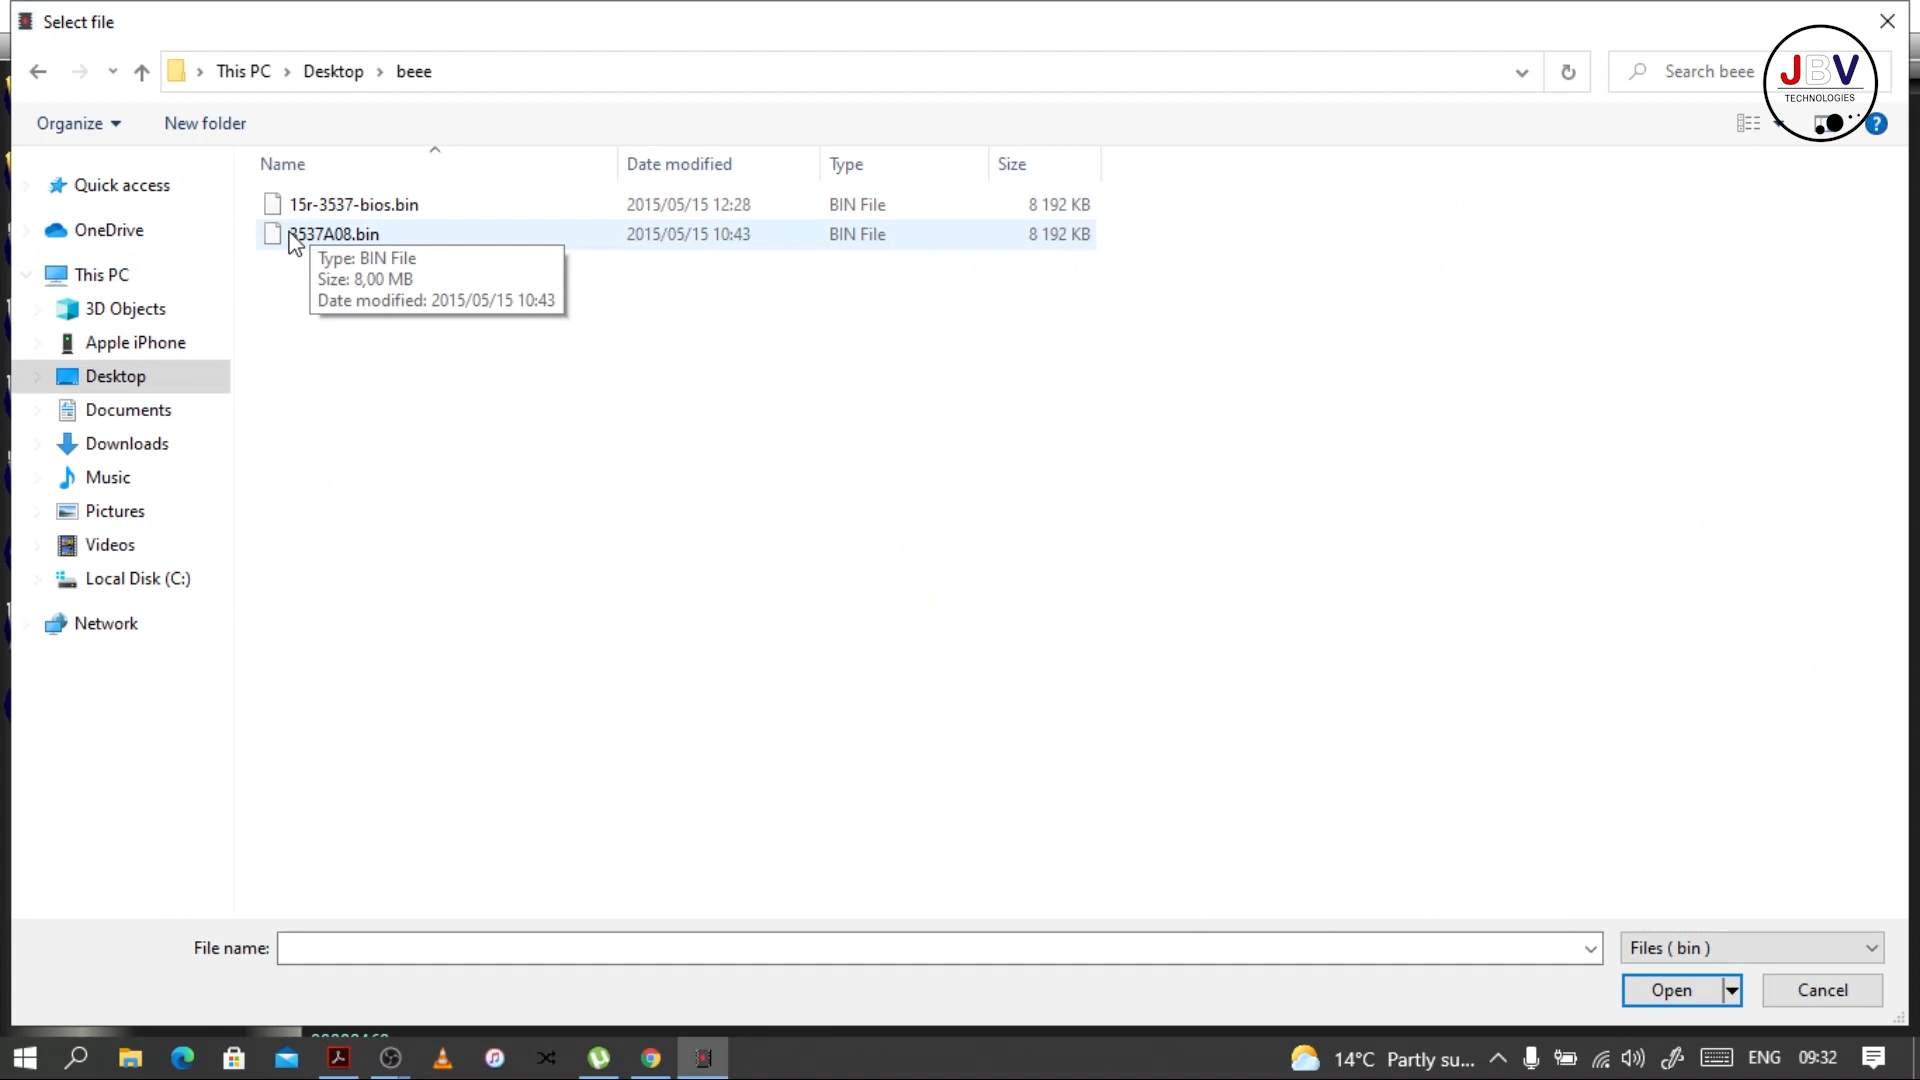 Select file
This PC
Desktop
beee
Search beee
JBV
TECHNOLOGIES
Organize
New folder
?
Name
Date modified
Type
Size
15r-3537-bios.bin
2015/05/15 12:28
BIN File
8 192 KB
3537A08.bin
2015/05/15 10:43
BIN File
8 192 KB
Type: BIN File
Size: 8,00 MB
Date modified: 2015/05/15 10:43
Quick access
OneDrive
This PC
3D Objects
Apple iPhone
Desktop
Documents
Downloads
Music
Pictures
Videos
Local Disk (C:)
Network
File name:
Files ( bin )
Open
Cancel
14°C Partly su...
ENG
09:32